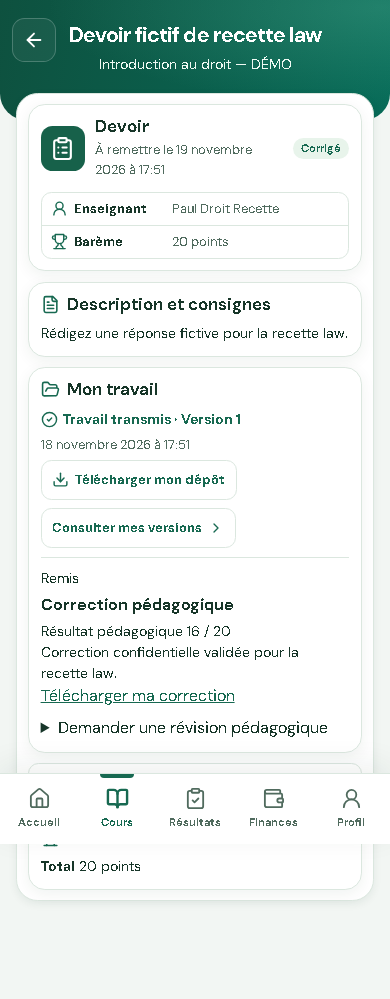 Devoir fictif de recette law
Introduction au droit — DÉMO
Devoir
À remettre le 19 novembre
2026 à 17:51
Corrigé
Enseignant Paul Droit Recette
Barème 20 points
Description et consignes
Rédigez une réponse fictive pour la recette law.
Mon travail
Travail transmis · Version 1
18 novembre 2026 à 17:51
Télécharger mon dépôt
Consulter mes versions
Remis
Correction pédagogique
Résultat pédagogique 16 / 20
Correction confidentielle validée pour la
recette law.
Télécharger ma correction
Demander une révision pédagogique
Accueil Cours Résultats Finances Profil
Total 20 points